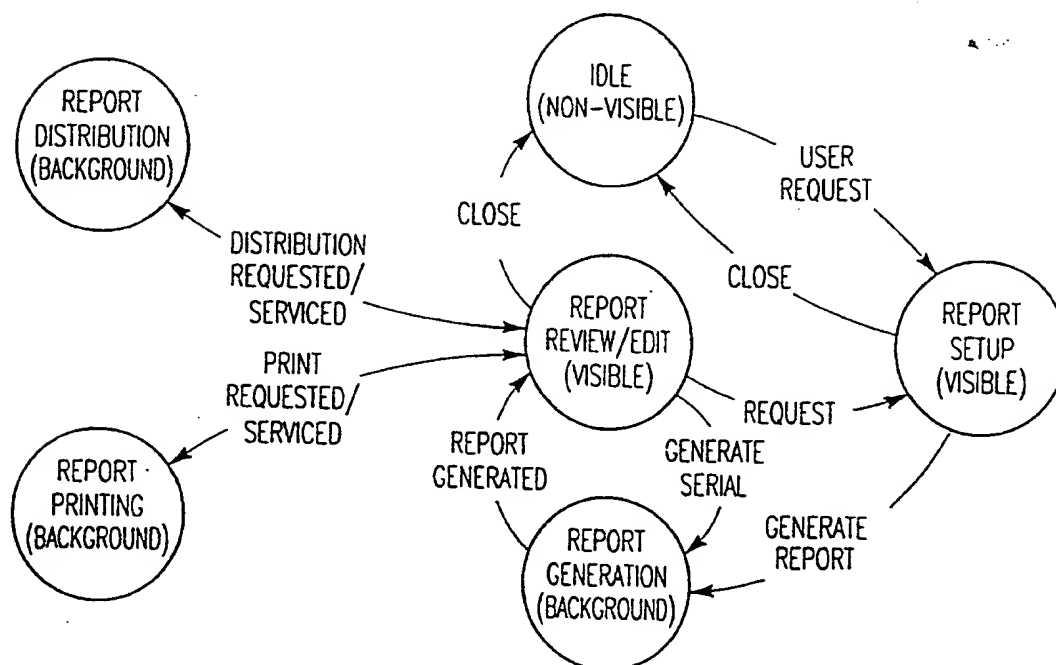 REPORT
DISTRIBUTION
(BACKGROUND)
IDLE
(NON-VISIBLE)
USER
REQUEST
CLOSE
DISTRIBUTION
REQUESTED/
SERVICED
CLOSE
REPORT
REVIEW/EDIT
(VISIBLE)
REPORT
SETUP
(VISIBLE)
PRINT
REQUESTED/
SERVICED
REQUEST
REPORT
GENERATED
GENERATE
SERIAL
REPORT
PRINTING
(BACKGROUND)
REPORT
GENERATION
(BACKGROUND)
GENERATE
REPORT